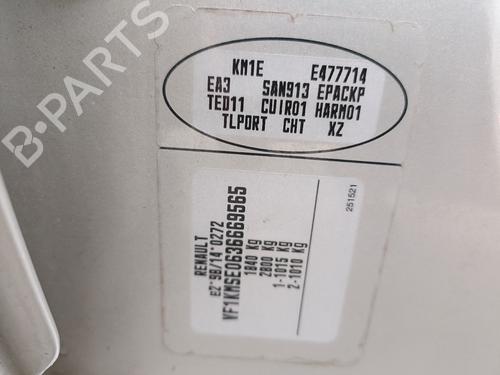 B-PARTS
KM1E E477714
EA3 SAN913 EPACKP
TED11 CUIR01 HARM01
TLPORT CHT XZ
RENAULT
e2*98/14*0272
VF1KMSE0636669565
1840 Kg
2800 Kg
1-1015 Kg
2-1010 Kg
251521